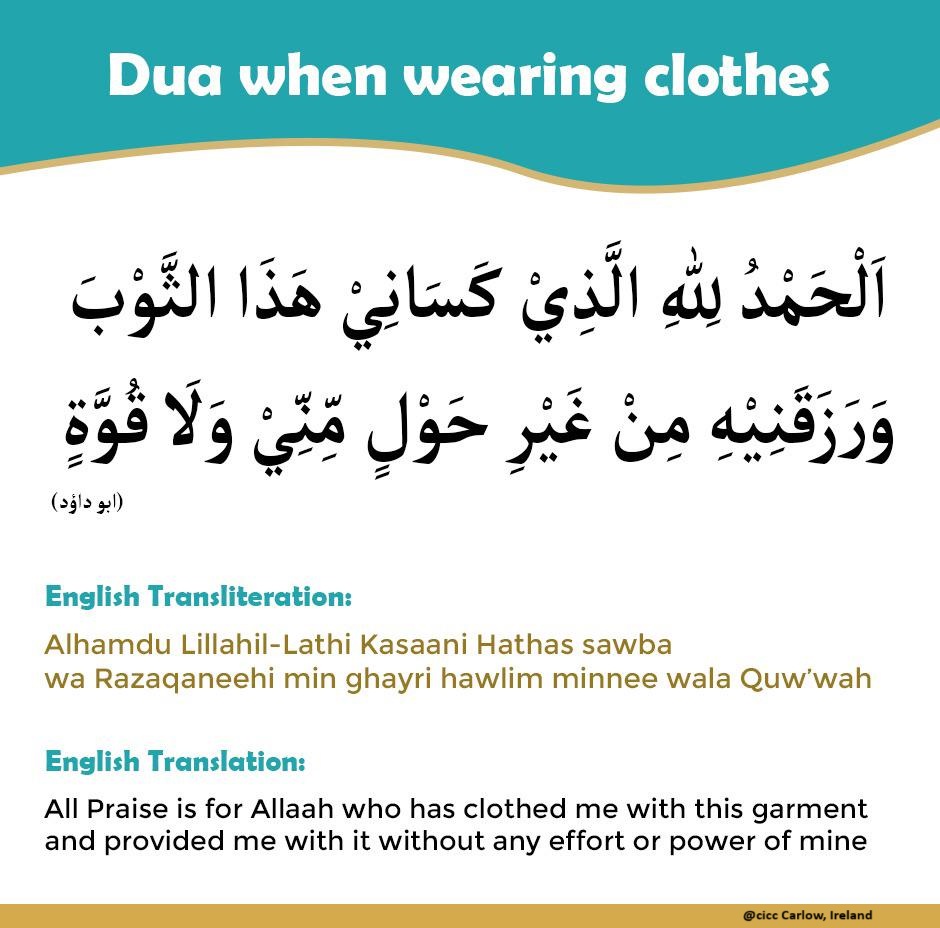 Dua when wearing clothes
اَلْحَمْدُ لِلّٰهِ الَّذِيْ كَسَانِيْ هَذَا الثَّوْبَ
وَرَزَقَنِيْهِ مِنْ غَيْرِ حَوْلٍ مِّنِّيْ وَلَا قُوَّةٍ
(ابو داؤد)
English Transliteration:
Alhamdu Lillahil-Lathi Kasaani Hathas sawba
wa Razaqaneehi min ghayri hawlim minnee wala Quw’wah
English Translation:
All Praise is for Allaah who has clothed me with this garment
and provided me with it without any effort or power of mine
@cicc Carlow, Ireland